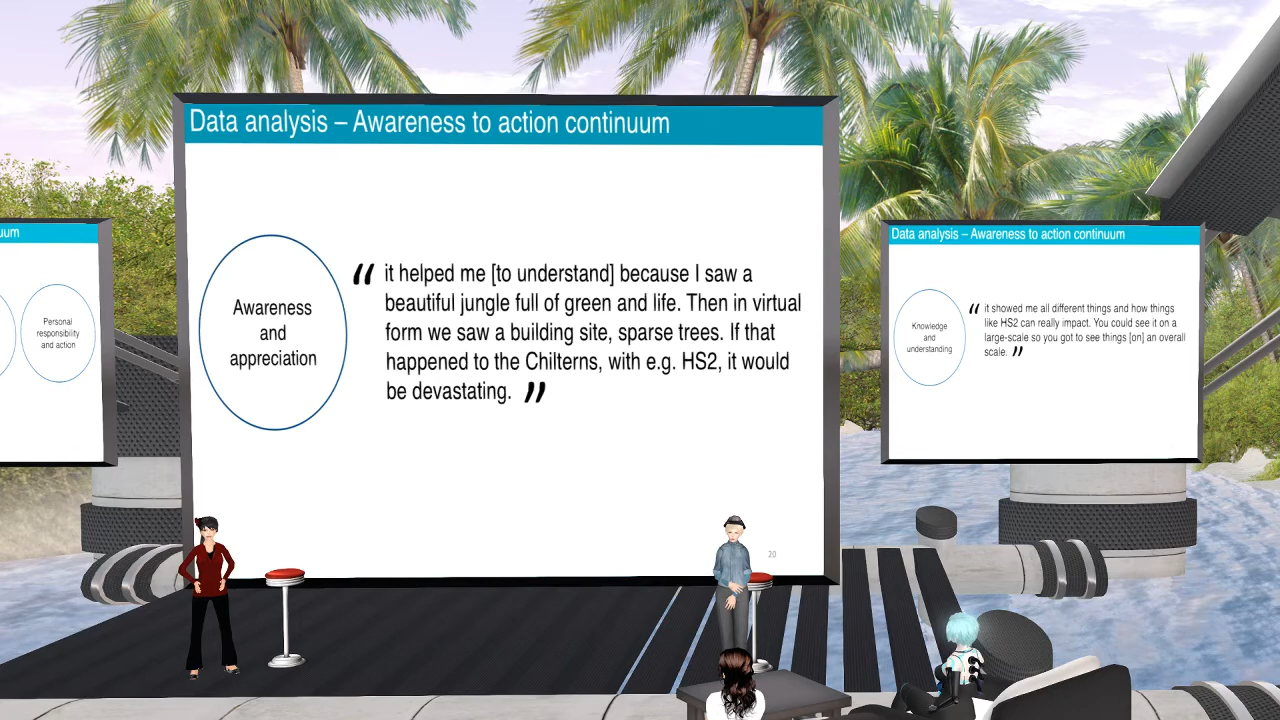 Data analysis – Awareness to action continuum
Awareness
and
appreciation
“ it helped me [to understand] because I saw a
beautiful jungle full of green and life. Then in virtual
form we saw a building site, sparse trees. If that
happened to the Chilterns, with e.g. HS2, it would
be devastating. ”
20
Personal
responsibility
and action
Data analysis – Awareness to action continuum
Knowledge
and
understanding
“ it showed me all different things and how things
like HS2 can really impact. You could see it on a
large-scale so you got to see things [on] an overall
scale. ”